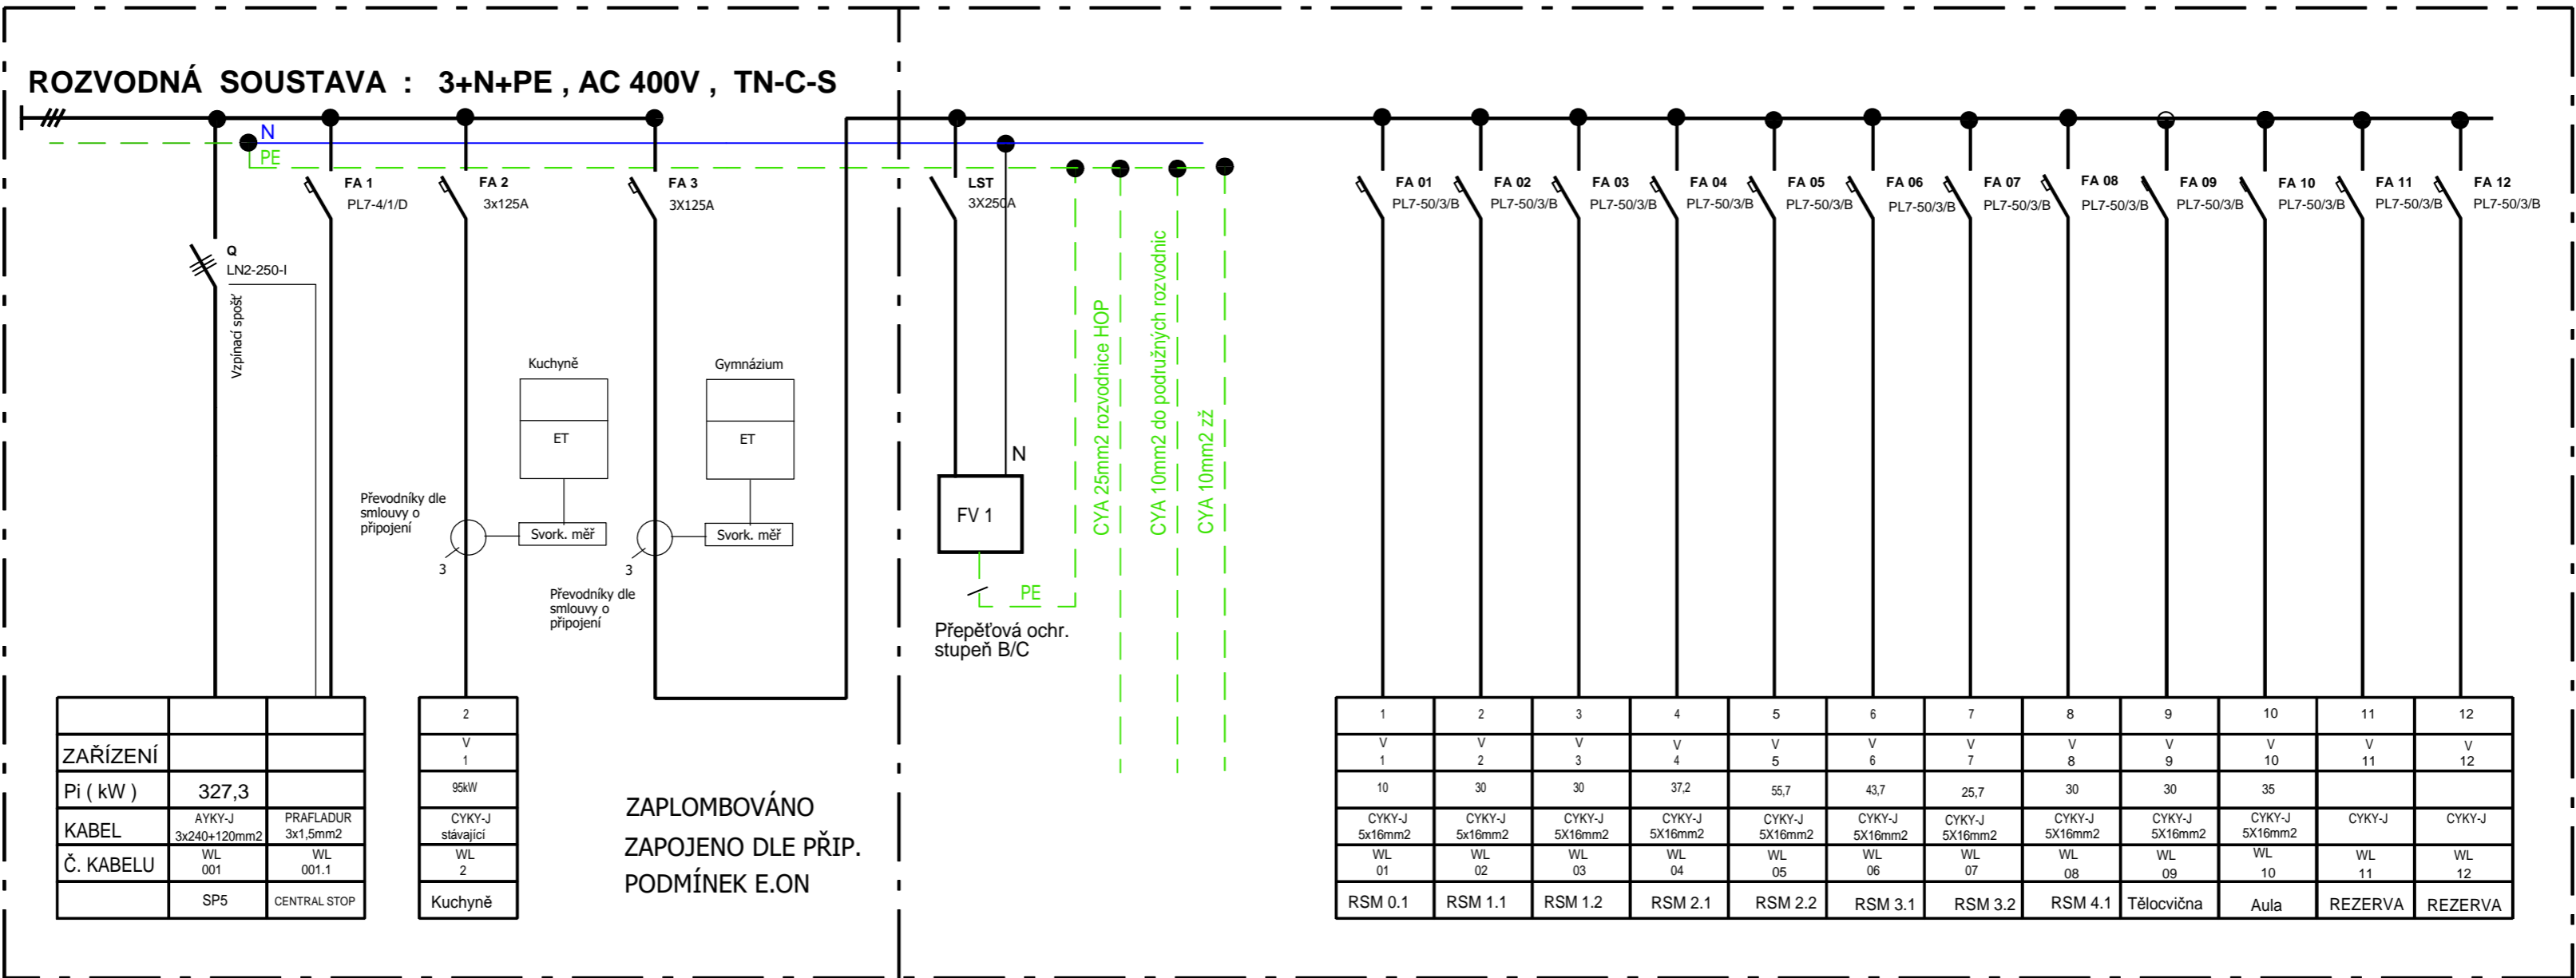 ROZVODNÁ SOUSTAVA : 3+N+PE , AC 400V , TN-C-S
N
PE
FA 1
PL7-4/1/D
FA 2
3x125A
FA 3
3X125A
LST
3X250A
FA 01
PL7-50/3/B
FA 02
PL7-50/3/B
FA 03
PL7-50/3/B
FA 04
PL7-50/3/B
FA 05
PL7-50/3/B
FA 06
PL7-50/3/B
FA 07
PL7-50/3/B
FA 08
PL7-50/3/B
FA 09
PL7-50/3/B
FA 10
PL7-50/3/B
FA 11
PL7-50/3/B
FA 12
PL7-50/3/B
Q
LN2-250-I
Vzpínací spošť
Kuchyně
ET
Svork. měř
Převodníky dle
smlouvy o
připojení
3
Gymnázium
ET
Svork. měř
3
Převodníky dle
smlouvy o
připojení
N
FV 1
PE
Přepěťová ochr.
stupeň B/C
CYA 25mm2 rozvodnice HOP
CYA 10mm2 do podružných rozvodnic
CYA 10mm2 zž
ZAŘÍZENÍ
Pi ( kW ) 327,3
KABEL
AYKY-J
3x240+120mm2
PRAFLADUR
3x1,5mm2
Č. KABELU
WL
001
WL
001.1
SP5 CENTRAL STOP
2
V
1
95kW
CYKY-J
stávající
WL
2
Kuchyně
ZAPLOMBOVÁNO
ZAPOJENO DLE PŘIP.
PODMÍNEK E.ON
1 2 3 4 5 6 7 8 9 10 11 12
V V V V V V V V V V V V
1 2 3 4 5 6 7 8 9 10 11 12
10 30 30 37,2 55,7 43,7 25,7 30 30 35
CYKY-J CYKY-J CYKY-J CYKY-J CYKY-J CYKY-J CYKY-J CYKY-J CYKY-J CYKY-J CYKY-J CYKY-J
5x16mm2 5x16mm2 5X16mm2 5X16mm2 5X16mm2 5X16mm2 5X16mm2 5X16mm2 5X16mm2 5X16mm2
WL WL WL WL WL WL WL WL WL WL WL WL
01 02 03 04 05 06 07 08 09 10 11 12
RSM 0.1 RSM 1.1 RSM 1.2 RSM 2.1 RSM 2.2 RSM 3.1 RSM 3.2 RSM 4.1 Tělocvična Aula REZERVA REZERVA